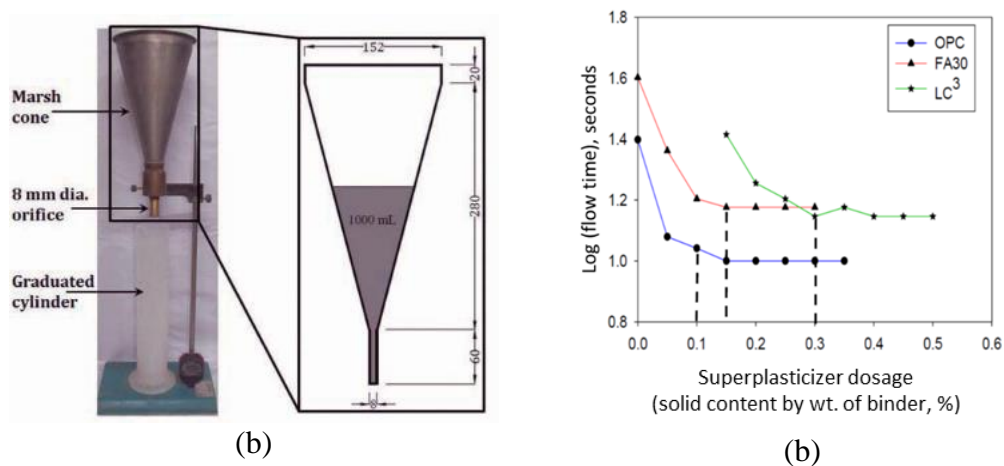 Marsh
cone
8 mm dia.
orifice
Graduated
cylinder
152
20
280
1000 mL
60
8
(b)
OPC
FA30
LC³
Log (flow time), seconds
1.8
1.6
1.4
1.2
1.0
0.8
0.0 0.1 0.2 0.3 0.4 0.5 0.6
Superplasticizer dosage
(solid content by wt. of binder, %)
(b)